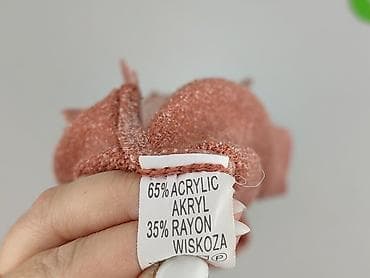 65% ACRYLIC
AKRYL
35% RAYON
WISKOZA